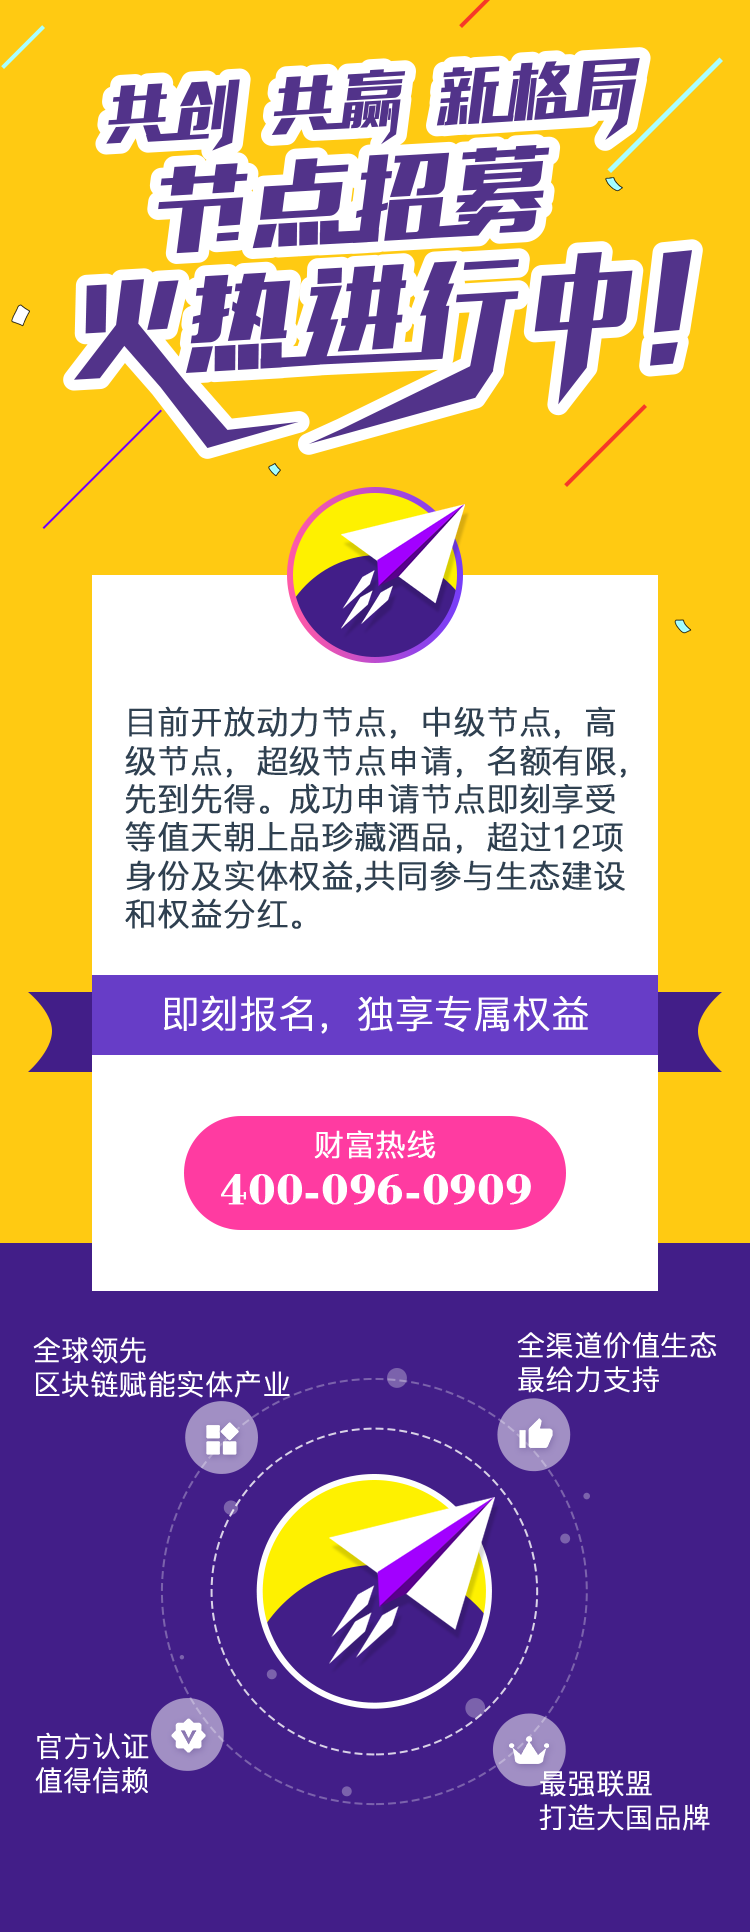 共创 共赢 新格局
节点招募
火热进行中！
目前开放动力节点，中级节点，高
级节点，超级节点申请，名额有限，
先到先得。成功申请节点即刻享受
等值天朝上品珍藏酒品，超过12项
身份及实体权益,共同参与生态建设
和权益分红。
即刻报名，独享专属权益
财富热线
400-096-0909
全球领先
区块链赋能实体产业
全渠道价值生态
最给力支持
官方认证
值得信赖
最强联盟
打造大国品牌